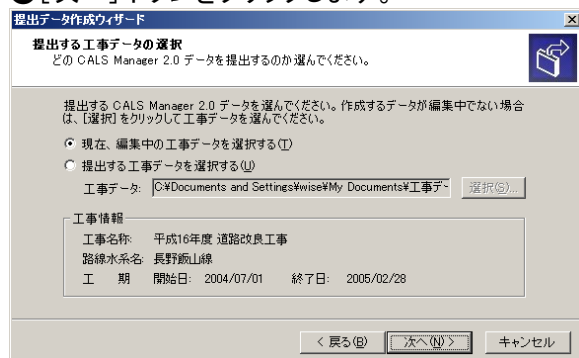 提出データ作成ウィザード
提出する工事データの選択
どの CALS Manager 2.0 データを提出するのか選んでください。
提出する CALS Manager 2.0 データを選んでください。作成するデータが編集中でない場合
は、[選択]をクリックして工事データを選んでください。
現在、編集中の工事データを選択する(T)
提出する工事データを選択する(U)
工事データ: C:¥Documents and Settings¥wise¥My Documents¥工事デｰ 選択(S)...
工事情報
工事名称: 平成16年度 道路改良工事
路線水系名: 長野飯山線
工 期 開始日: 2004/07/01 終了日: 2005/02/28
< 戻る(B) 次へ(N) > キャンセル